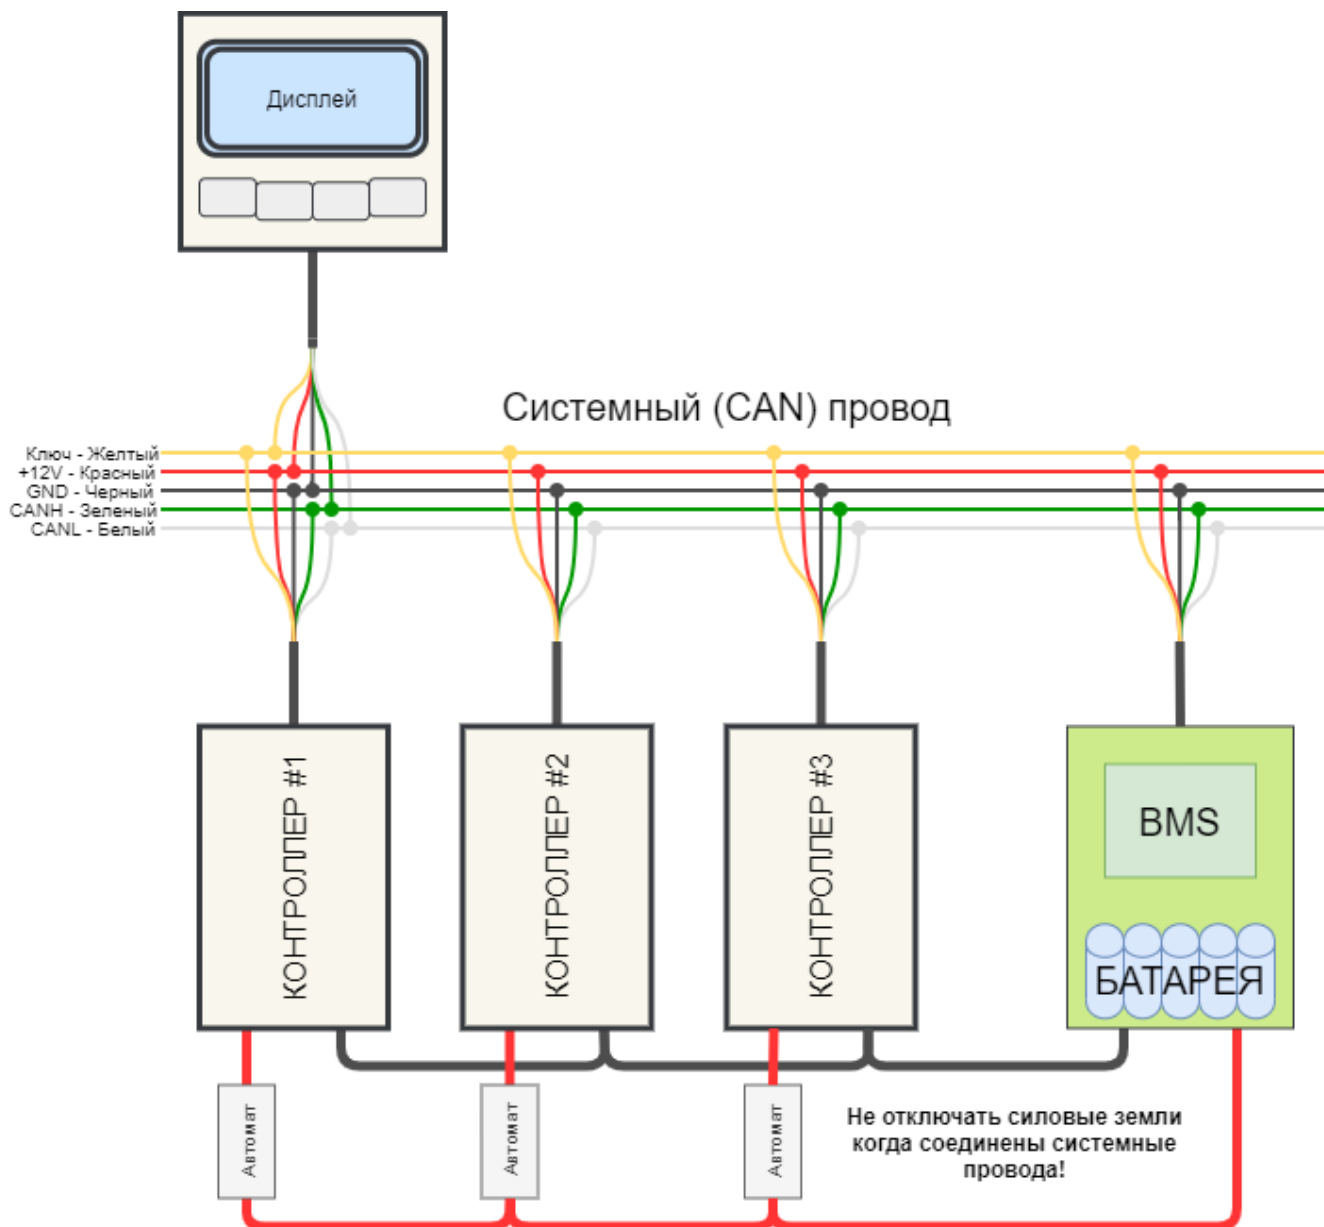 Дисплей
Системный (CAN) провод
Ключ - Желтый
+12V - Красный
GND - Черный
CANH - Зеленый
CANL - Белый
КОНТРОЛЛЕР #1
КОНТРОЛЛЕР #2
КОНТРОЛЛЕР #3
BMS
БАТАРЕЯ
Автомат
Автомат
Автомат
Не отключать силовые земли
когда соединены системные
провода!